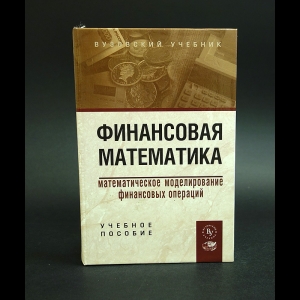 ВУЗОВСКИЙ УЧЕБНИК
ФИНАНСОВАЯ
МАТЕМАТИКА
математическое моделирование
финансовых операций
УЧЕБНОЕ
ПОСОБИЕ